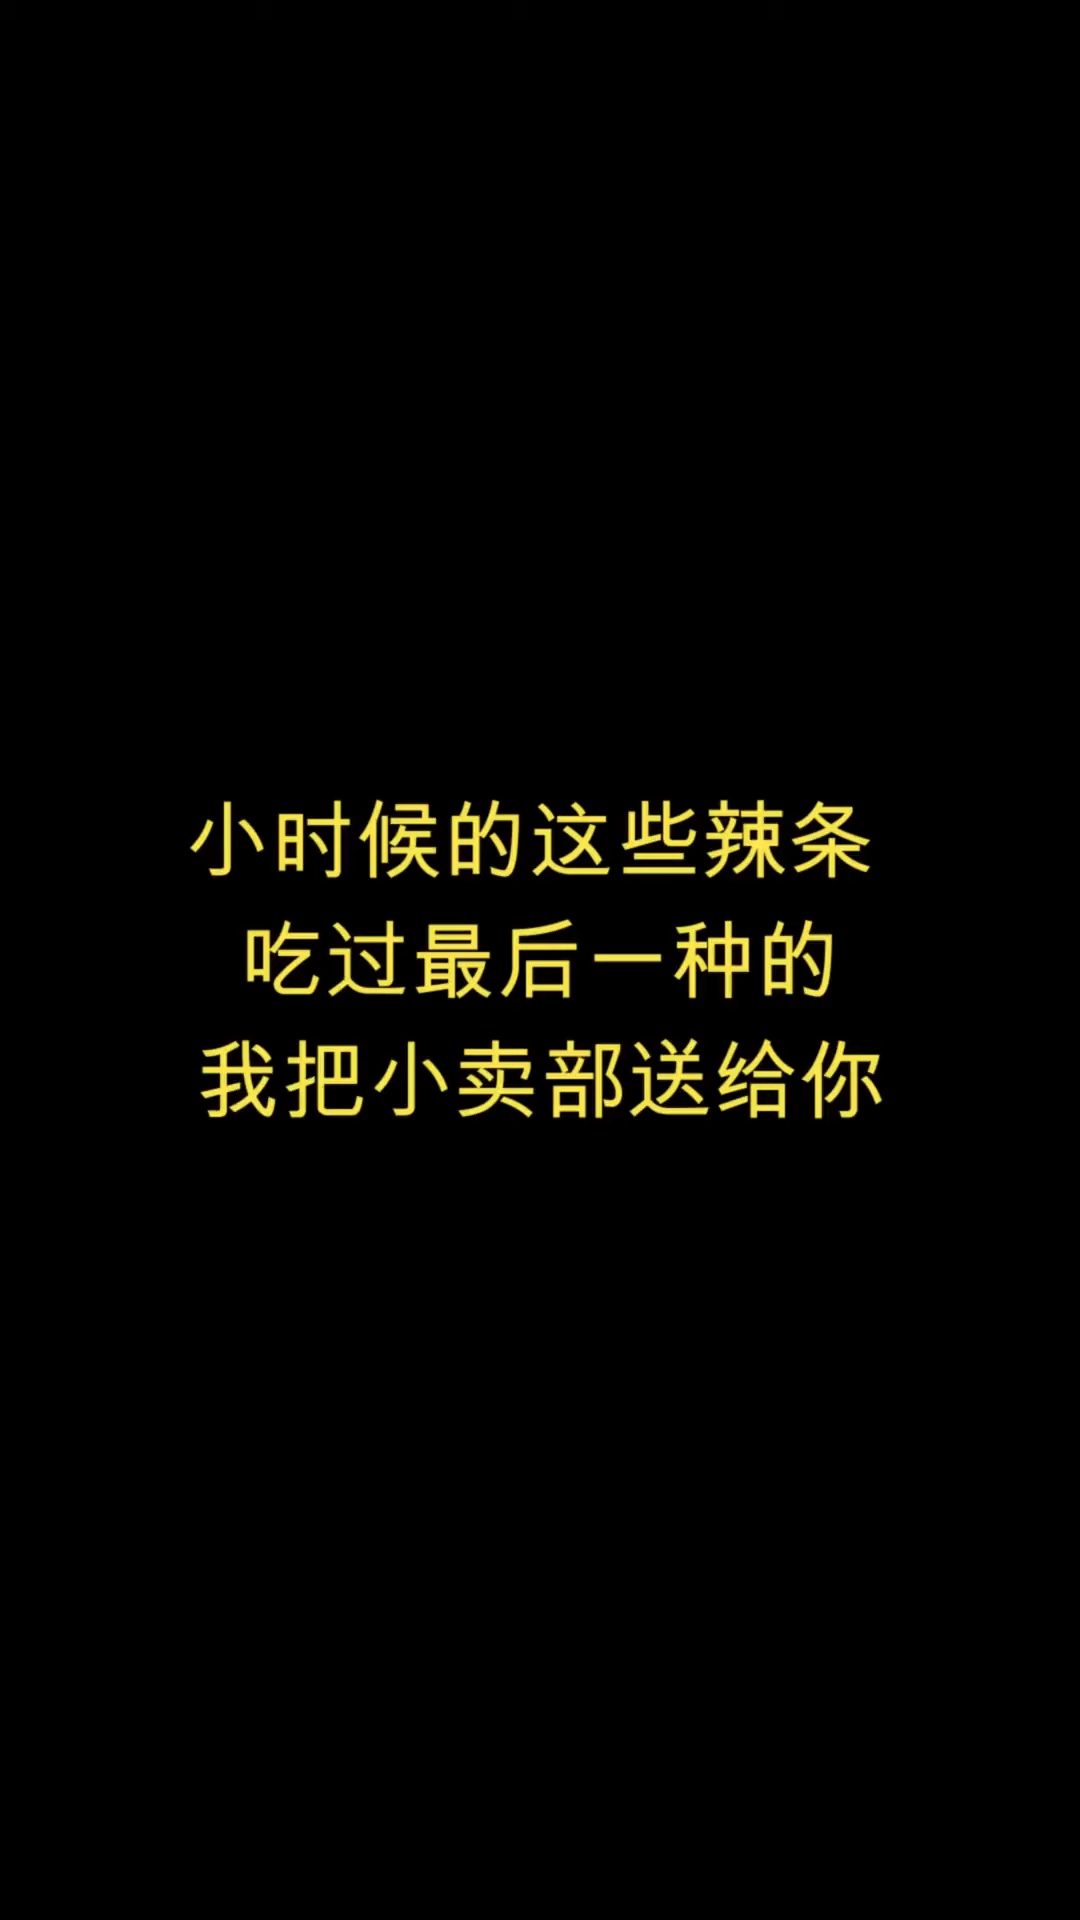 小时候的这些辣条
吃过最后一种的
我把小卖部送给你